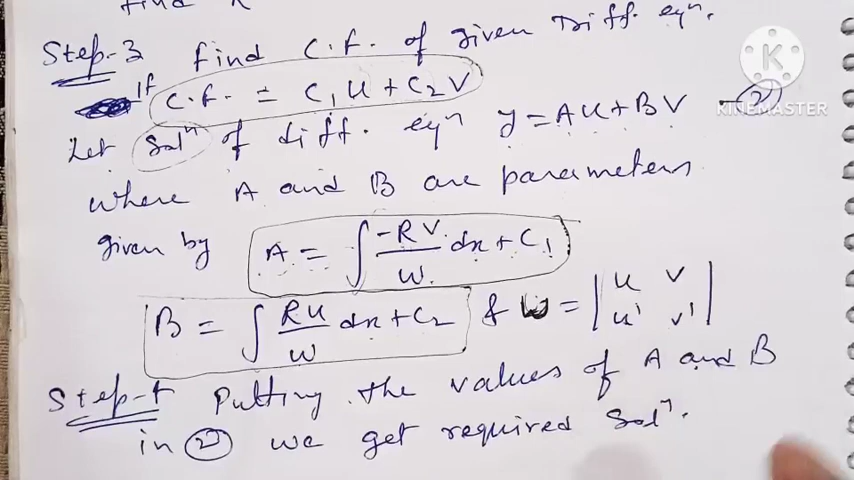 find R
Step-3 find C.F. of given Diff. eqⁿ.
If C.F. = C₁u + C₂V
Let Solⁿ of diff. eqⁿ y = Au + BV - ②
KINEMASTER
where A and B are parameters
given by A = ∫ -RV/W dx + C₁
B = ∫ Ru/W dx + C₂ & W = | u v |
| u' v' |
Step-4 Putting the values of A and B
in ② we get required Solⁿ.